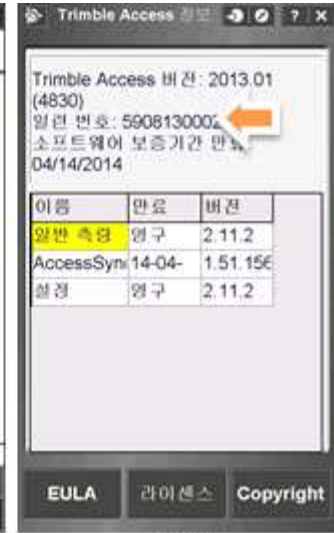 Trimble Access 정보
? X
Trimble Access 버전: 2013.01
(4830)
일련 번호: 5908130002
소프트웨어 보증기간 만료:
04/14/2014
이름 만료 버전
일반 측량 영구 2.11.2
AccessSyn 14-04- 1.51.156
설정 영구 2.11.2
EULA 라이센스 Copyright